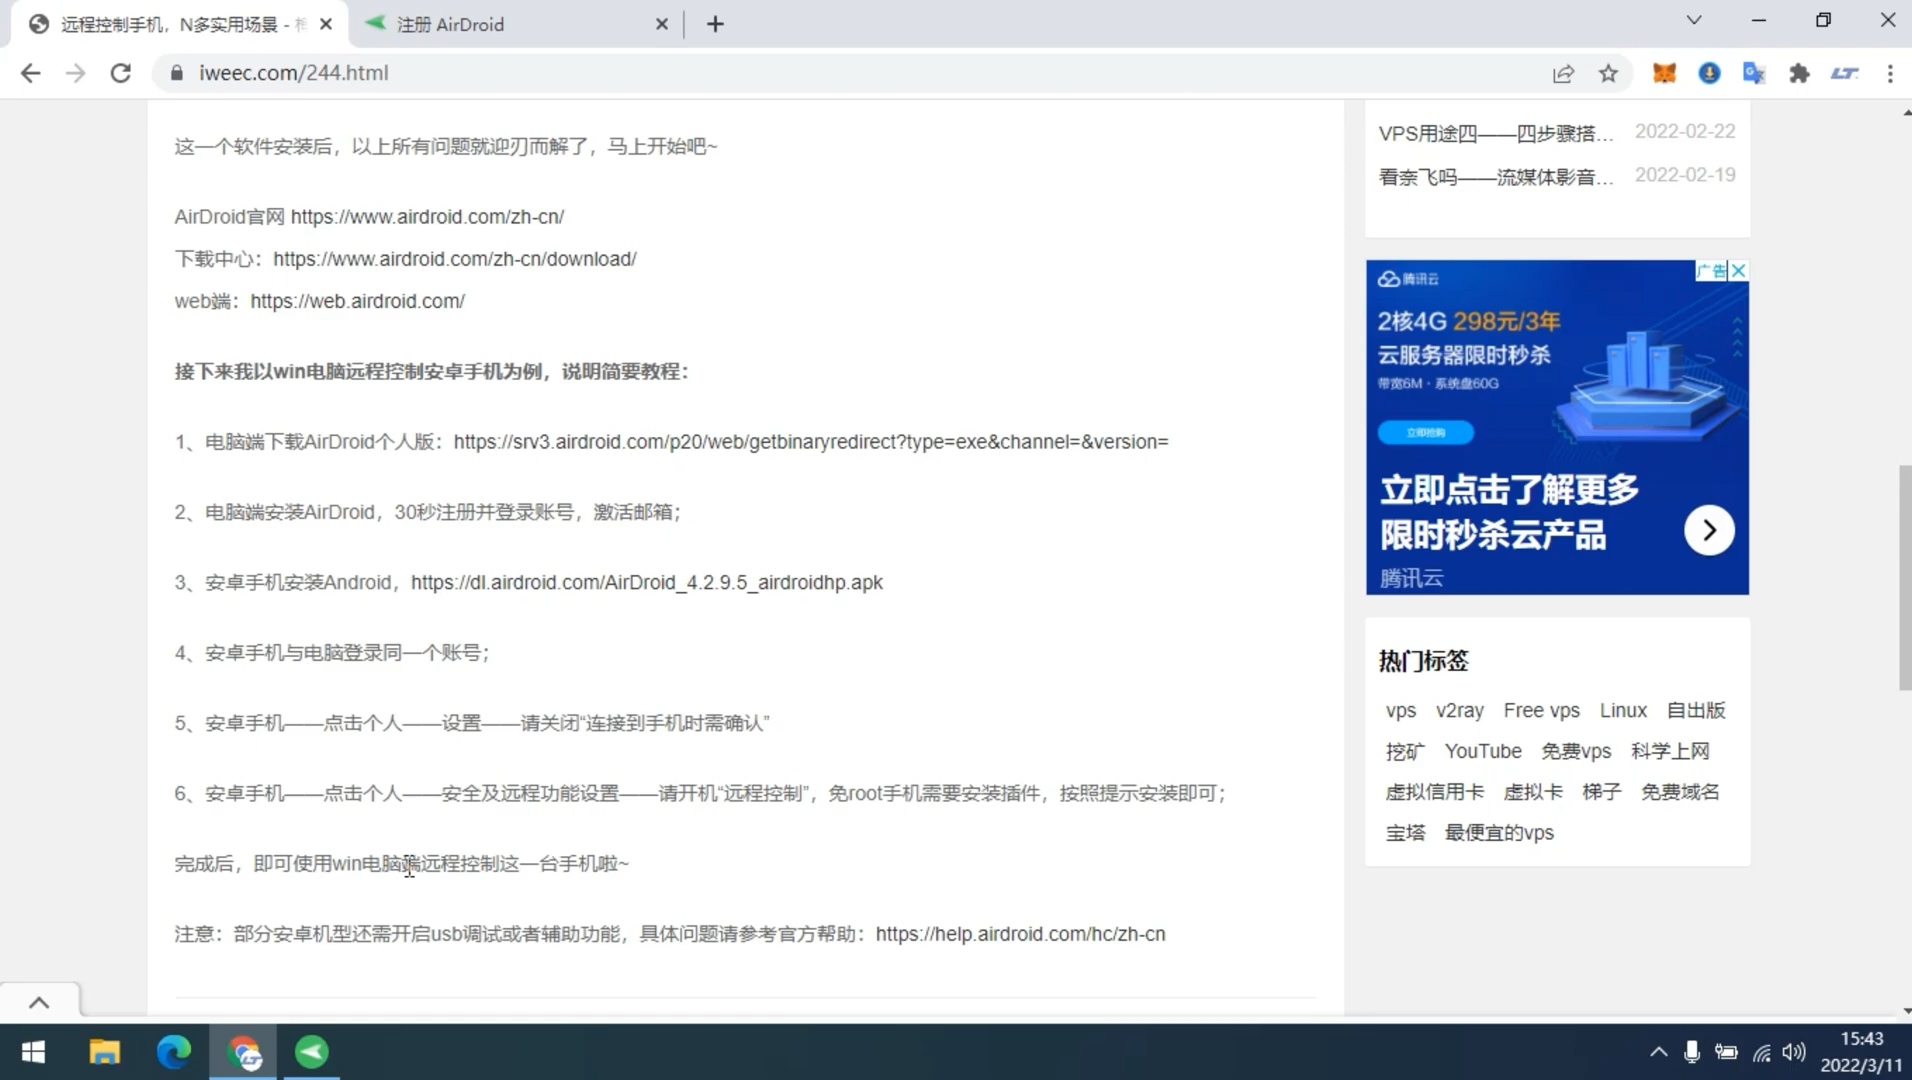 远程控制手机，N多实用场景 -
注册 AirDroid
iweec.com/244.html
这一个软件安装后，以上所有问题就迎刃而解了，马上开始吧~
AirDroid官网 https://www.airdroid.com/zh-cn/
下载中心：https://www.airdroid.com/zh-cn/download/
web端：https://web.airdroid.com/
接下来我以win电脑远程控制安卓手机为例，说明简要教程：
1、电脑端下载AirDroid个人版：https://srv3.airdroid.com/p20/web/getbinaryredirect?type=exe&channel=&version=
2、电脑端安装AirDroid，30秒注册并登录账号，激活邮箱；
3、安卓手机安装Android，https://dl.airdroid.com/AirDroid_4.2.9.5_airdroidhp.apk
4、安卓手机与电脑登录同一个账号；
5、安卓手机——点击个人——设置——请关闭“连接到手机时需确认”
6、安卓手机——点击个人——安全及远程功能设置——请开机“远程控制”，免root手机需要安装插件，按照提示安装即可；
完成后，即可使用win电脑端远程控制这一台手机啦~
注意：部分安卓机型还需开启usb调试或者辅助功能，具体问题请参考官方帮助：https://help.airdroid.com/hc/zh-cn
VPS用途四——四步骤搭... 2022-02-22
看奈飞吗——流媒体影音... 2022-02-19
广告
腾讯云
2核4G 298元/3年
云服务器限时秒杀
带宽6M · 系统盘60G
立即抢购
立即点击了解更多
限时秒杀云产品
腾讯云
热门标签
vps v2ray Free vps Linux 自出版
挖矿 YouTube 免费vps 科学上网
虚拟信用卡 虚拟卡 梯子 免费域名
宝塔 最便宜的vps
LT
15:43
2022/3/11